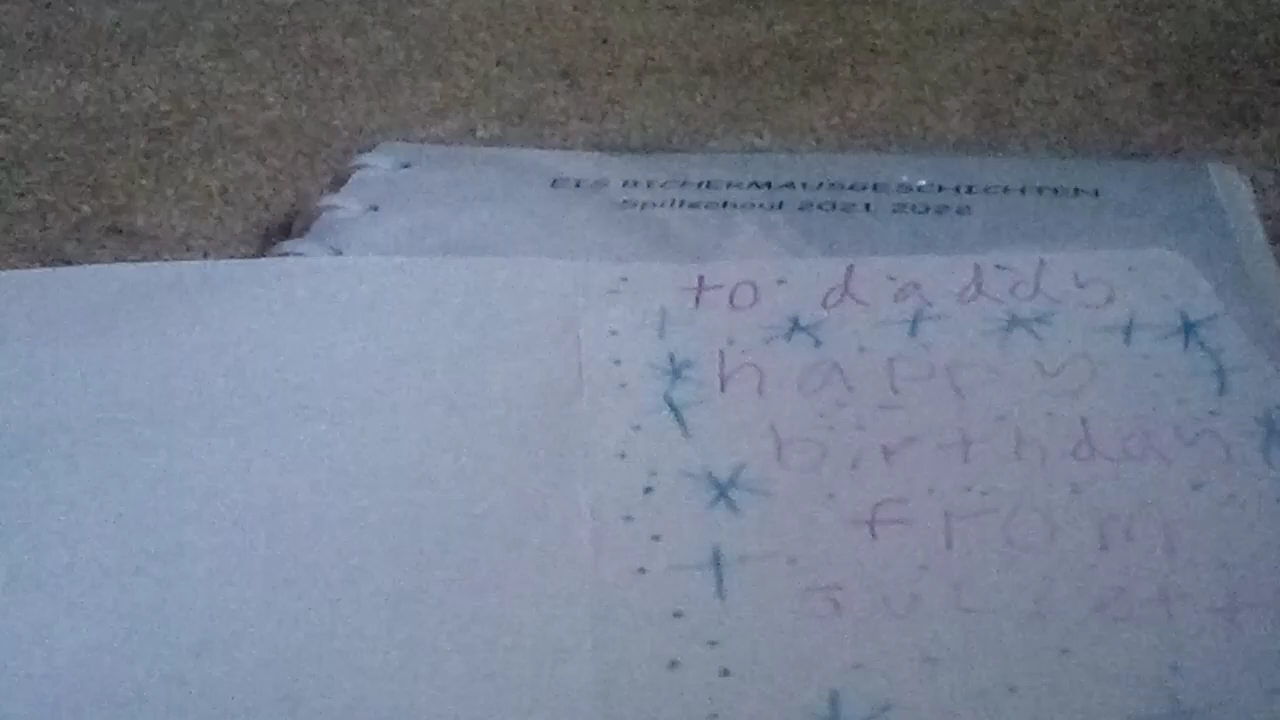 EIS BICHERMAUSGESCHICHTEN
Spillschoul 2021 2022
to daddy
happy
birthday
from